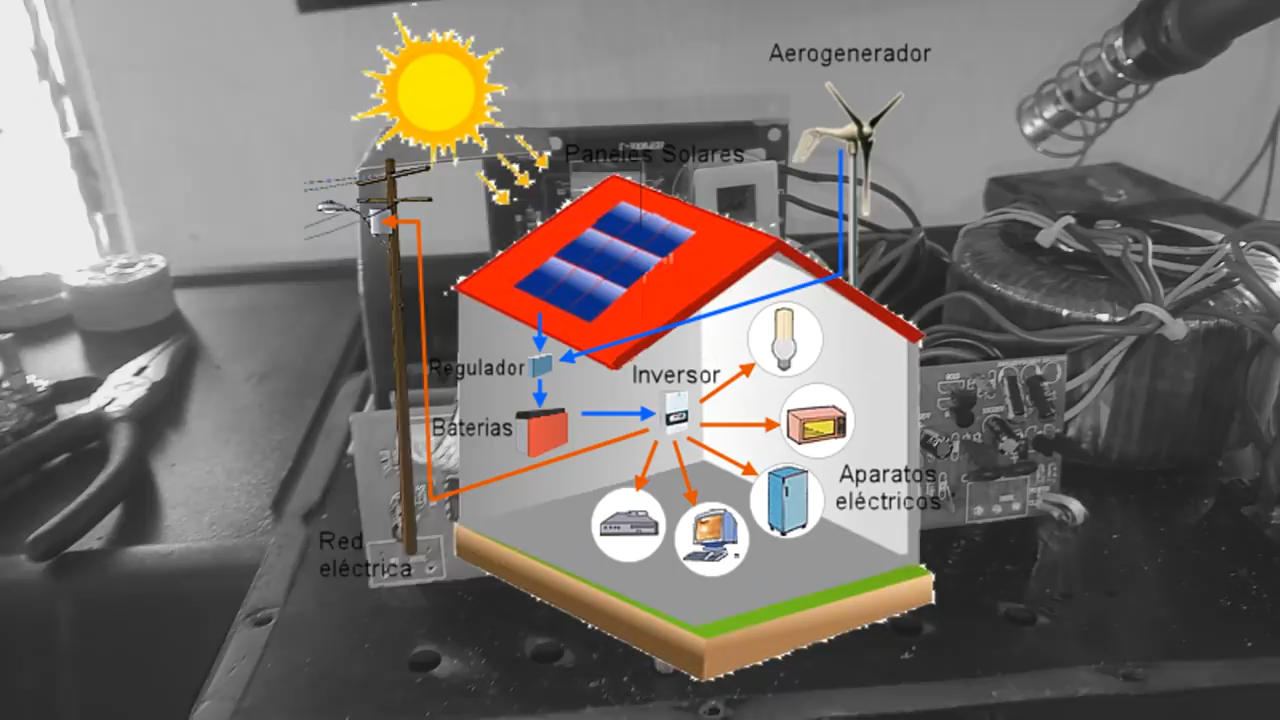 Aerogenerador
Paneles Solares
Regulador
Inversor
Baterias
Aparatos
eléctricos
Red
eléctrica